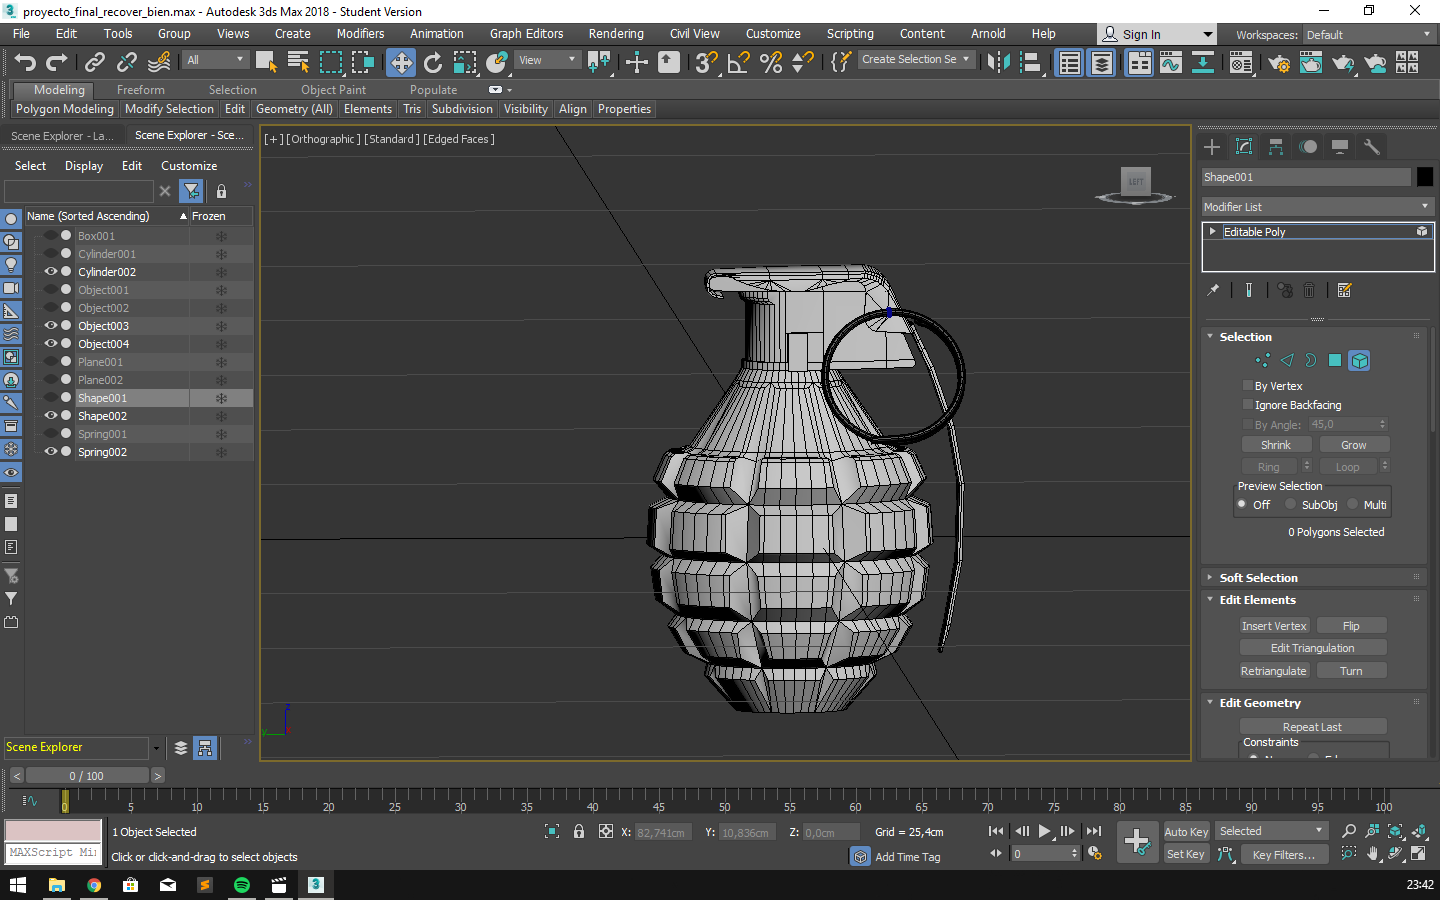 proyecto_final_recover_bien.max - Autodesk 3ds Max 2018 - Student Version
File Edit Tools Group Views Create Modifiers Animation Graph Editors Rendering Civil View Customize Scripting Content Arnold Help Sign In Workspaces: Default
All View Create Selection Se
Modeling Freeform Selection Object Paint Populate
Polygon Modeling Modify Selection Edit Geometry (All) Elements Tris Subdivision Visibility Align Properties
Scene Explorer - La... Scene Explorer - Sce...
Select Display Edit Customize
Name (Sorted Ascending) Frozen
Box001
Cylinder001
Cylinder002
Object001
Object002
Object003
Object004
Plane001
Plane002
Shape001
Shape002
Spring001
Spring002
Scene Explorer
[+] [Orthographic ] [Standard ] [Edged Faces ]
LEFT
z
y
Shape001
Modifier List
Editable Poly
Selection
By Vertex
Ignore Backfacing
By Angle: 45,0
Shrink Grow
Ring Loop
Preview Selection
Off SubObj Multi
0 Polygons Selected
Soft Selection
Edit Elements
Insert Vertex Flip
Edit Triangulation
Retriangulate Turn
Edit Geometry
Repeat Last
Constraints
< 0 / 100 >
0 5 10 15 20 25 30 35 40 45 50 55 60 65 70 75 80 85 90 95 100
1 Object Selected X: 82,741cm Y: 10,836cm Z: 0,0cm Grid = 25,4cm Auto Key Selected
MAXScript Mi Click or click-and-drag to select objects Add Time Tag 0 Set Key Key Filters...
23:42